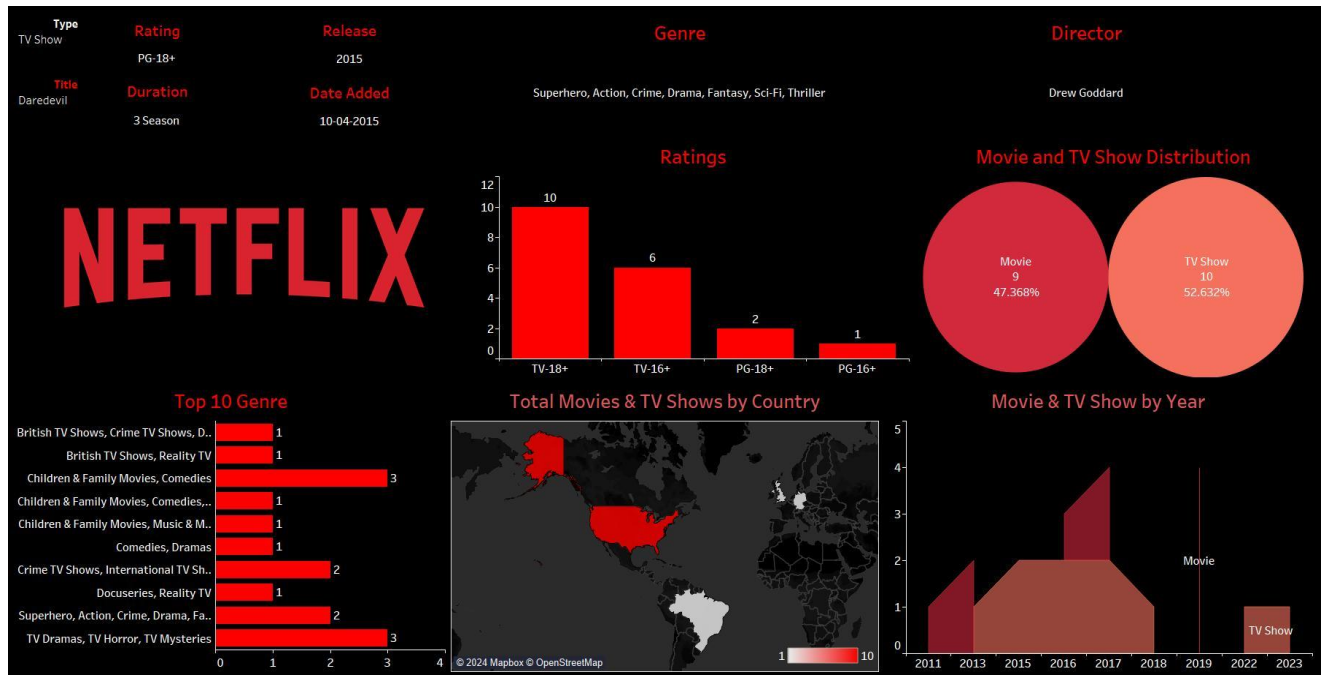 Type
TV Show
Rating
PG-18+
Release
2015
Genre
Superhero, Action, Crime, Drama, Fantasy, Sci-Fi, Thriller
Director
Drew Goddard
Title
Daredevil
Duration
3 Season
Date Added
10-04-2015
NETFLIX
Ratings
12
10
8
6
4
2
0
10
6
2
1
TV-18+
TV-16+
PG-18+
PG-16+
Movie and TV Show Distribution
Movie
9
47.368%
TV Show
10
52.632%
Top 10 Genre
British TV Shows, Crime TV Shows, D.. 1
British TV Shows, Reality TV 1
Children & Family Movies, Comedies 3
Children & Family Movies, Comedies,.. 1
Children & Family Movies, Music & M.. 1
Comedies, Dramas 1
Crime TV Shows, International TV Sh.. 2
Docuseries, Reality TV 1
Superhero, Action, Crime, Drama, Fa.. 2
TV Dramas, TV Horror, TV Mysteries 3
0 1 2 3 4
Total Movies & TV Shows by Country
1 10
© 2024 Mapbox © OpenStreetMap
Movie & TV Show by Year
5
4
3
2
1
0
Movie
TV Show
2011 2013 2015 2016 2017 2018 2019 2022 2023